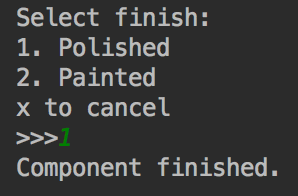 Select finish:
1. Polished
2. Painted
x to cancel
>>>1
Component finished.